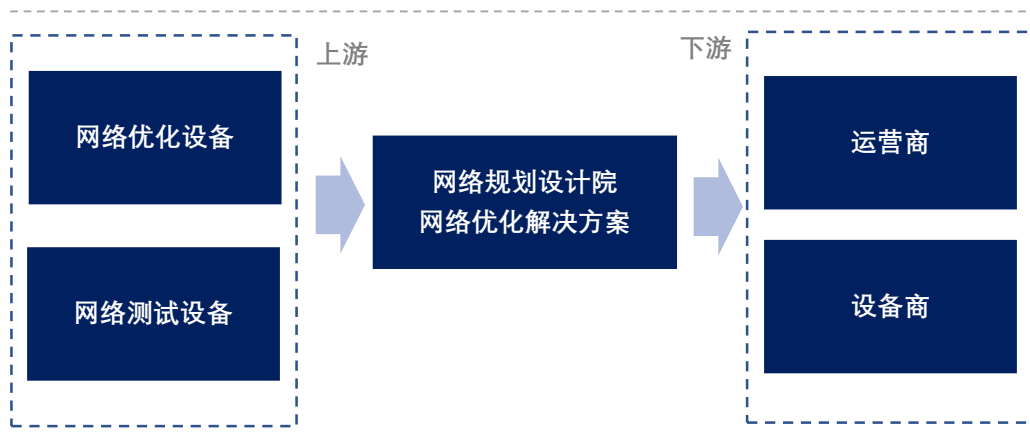 上游
下游
网络优化设备
网络测试设备
网络规划设计院
网络优化解决方案
运营商
设备商